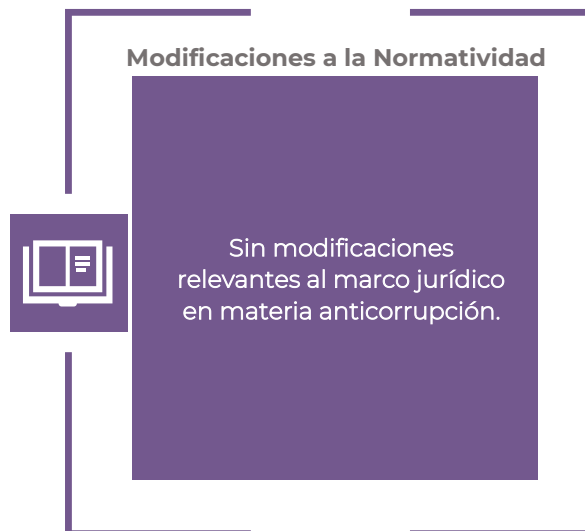 Modificaciones a la Normatividad
Sin modificaciones
relevantes al marco jurídico
en materia anticorrupción.